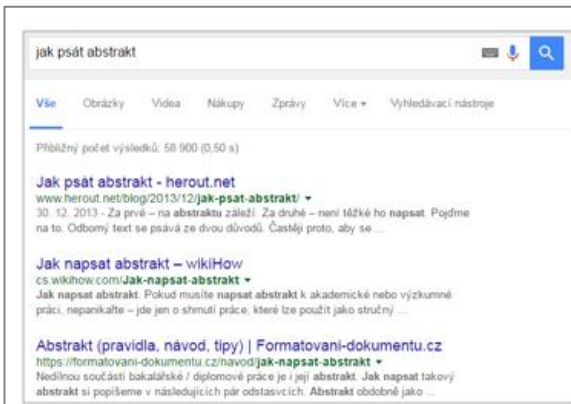 jak psát abstrakt
Vše Obrázky Videa Nákupy Zprávy Více Vyhledávací nástroje
Přibližný počet výsledků: 58 900 (0,50 s)
Jak psát abstrakt - herout.net
www.herout.net/blog/2013/12/jak-psat-abstrakt/
30. 12. 2013 - Za prvé – na abstraktu záleží. Za druhé – není těžké ho napsat. Pojďme
na to. Odborný text se psává ze dvou důvodů. Častěji proto, aby se ...
Jak napsat abstrakt – wikiHow
cs.wikihow.com/Jak-napsat-abstrakt
Jak napsat abstrakt. Pokud musíte napsat abstrakt k akademické nebo výzkumné
práci, nepanikařte – jde jen o shrnutí práce, které lze použít jako stručný ...
Abstrakt (pravidla, návod, tipy) | Formatovani-dokumentu.cz
https://formatovani-dokumentu.cz/navod/jak-napsat-abstrakt
Nedílnou součástí bakalářské / diplomové práce je i její abstrakt. Jak napsat takový
abstrakt si popíšeme v následujících pár odstavcích. Abstrakt obdobně jako ...